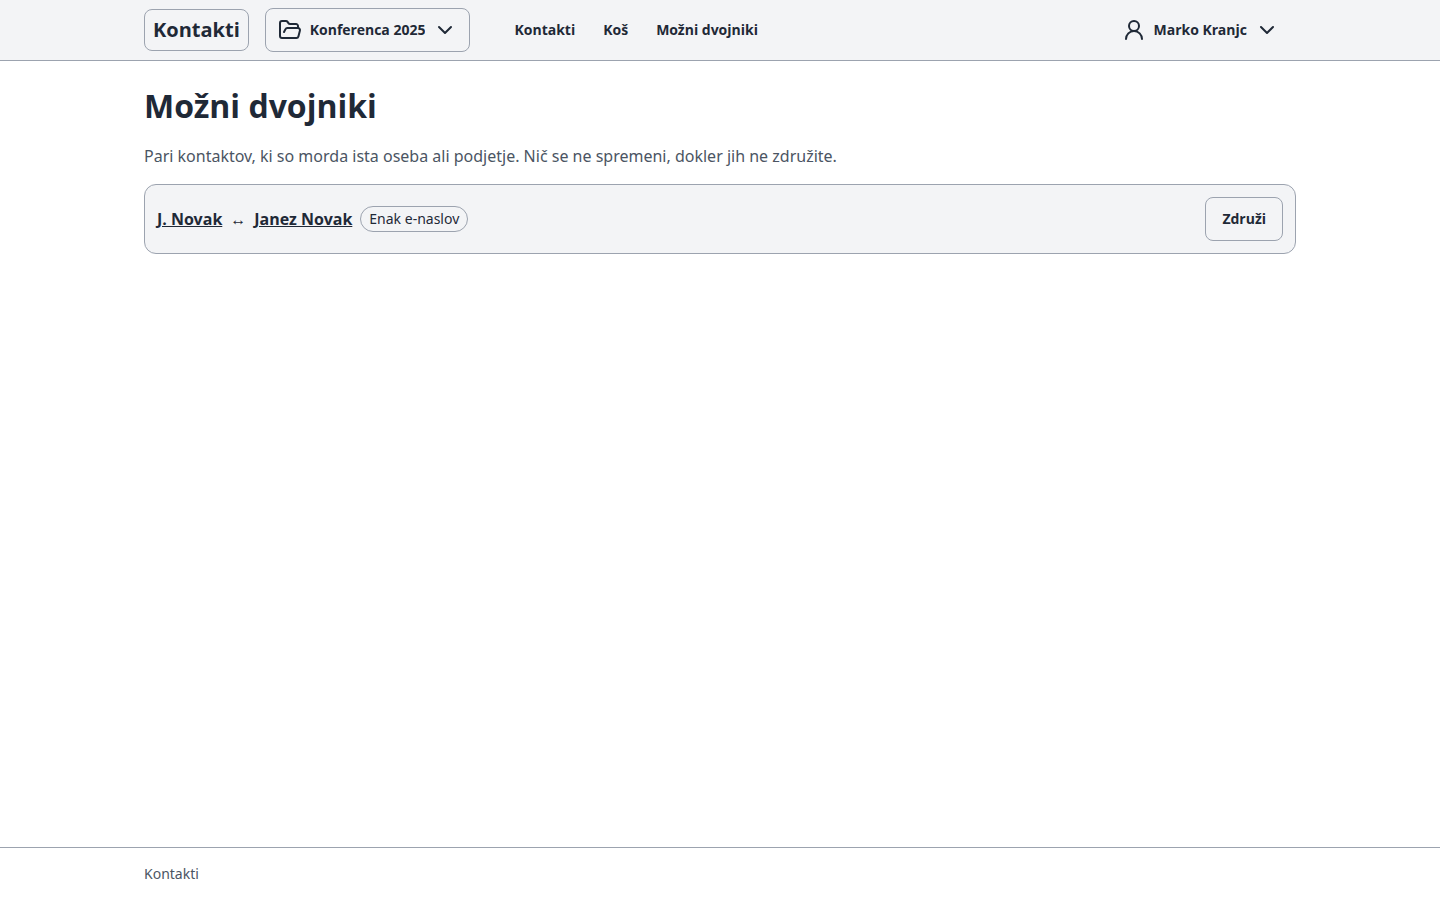 Kontakti
Konferenca 2025
Kontakti
Koš
Možni dvojniki
Marko Kranjc
Možni dvojniki
Pari kontaktov, ki so morda ista oseba ali podjetje. Nič se ne spremeni, dokler jih ne združite.
J. Novak ↔ Janez Novak Enak e-naslov
Združi
Kontakti